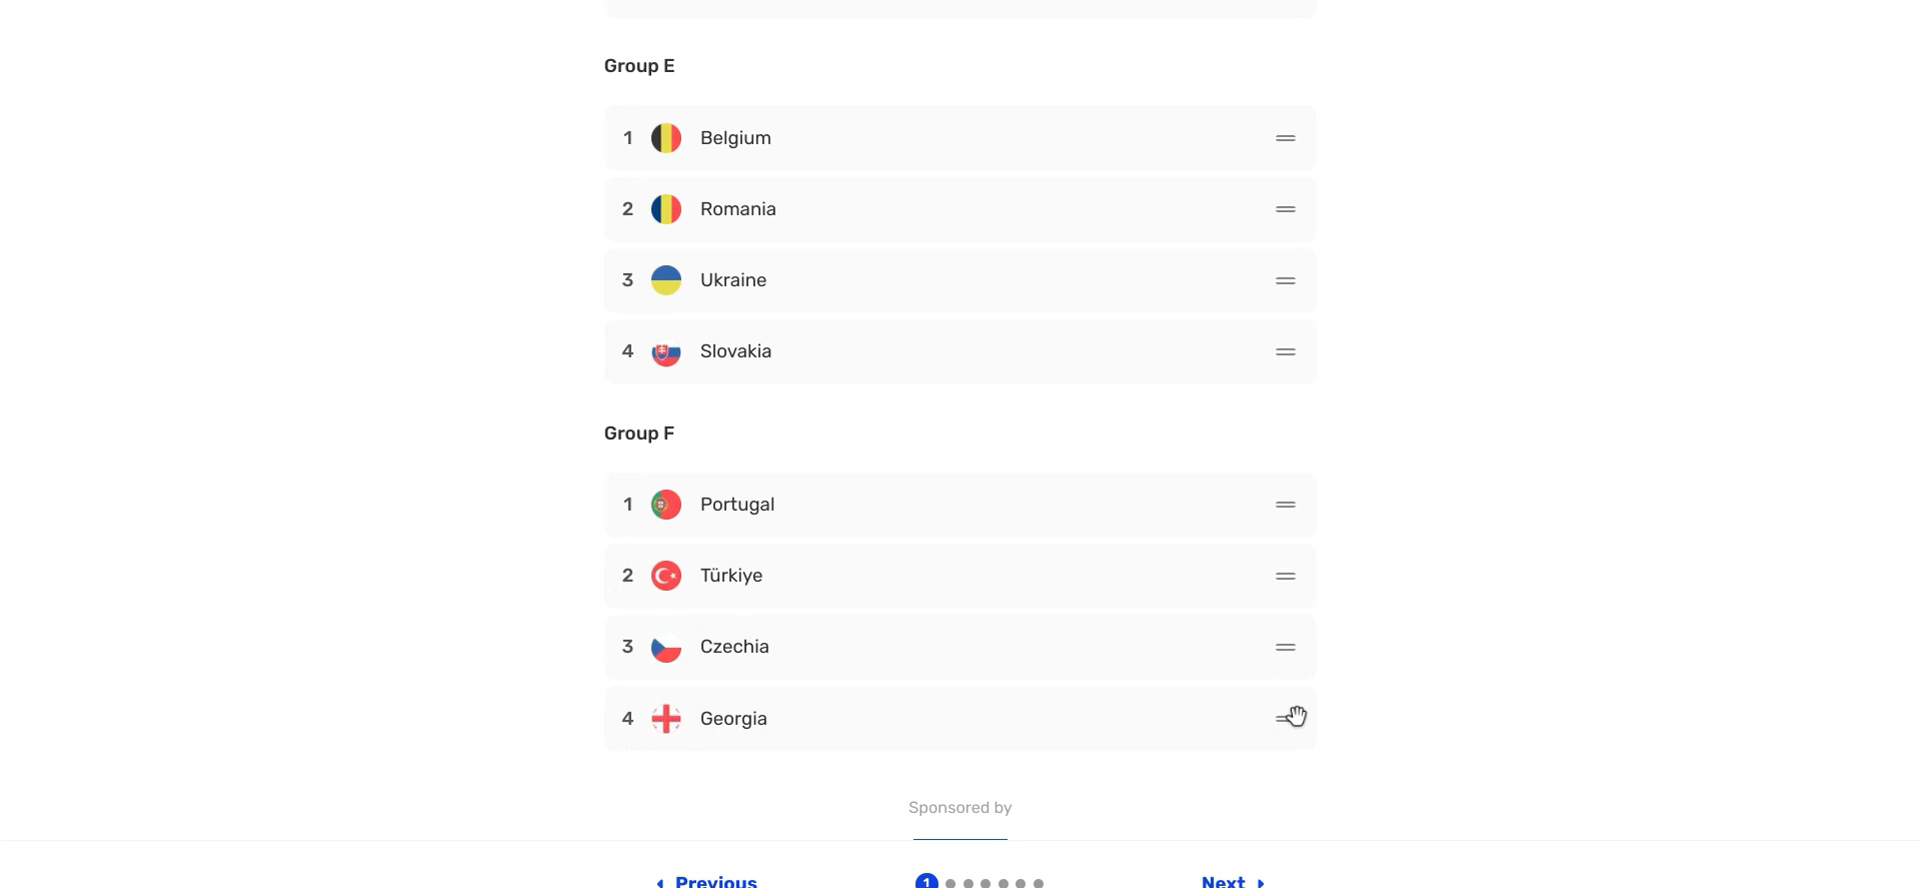 Group E
1 Belgium
2 Romania
3 Ukraine
4 Slovakia
Group F
1 Portugal
2 Türkiye
3 Czechia
4 Georgia
Sponsored by
Previous 1 Next